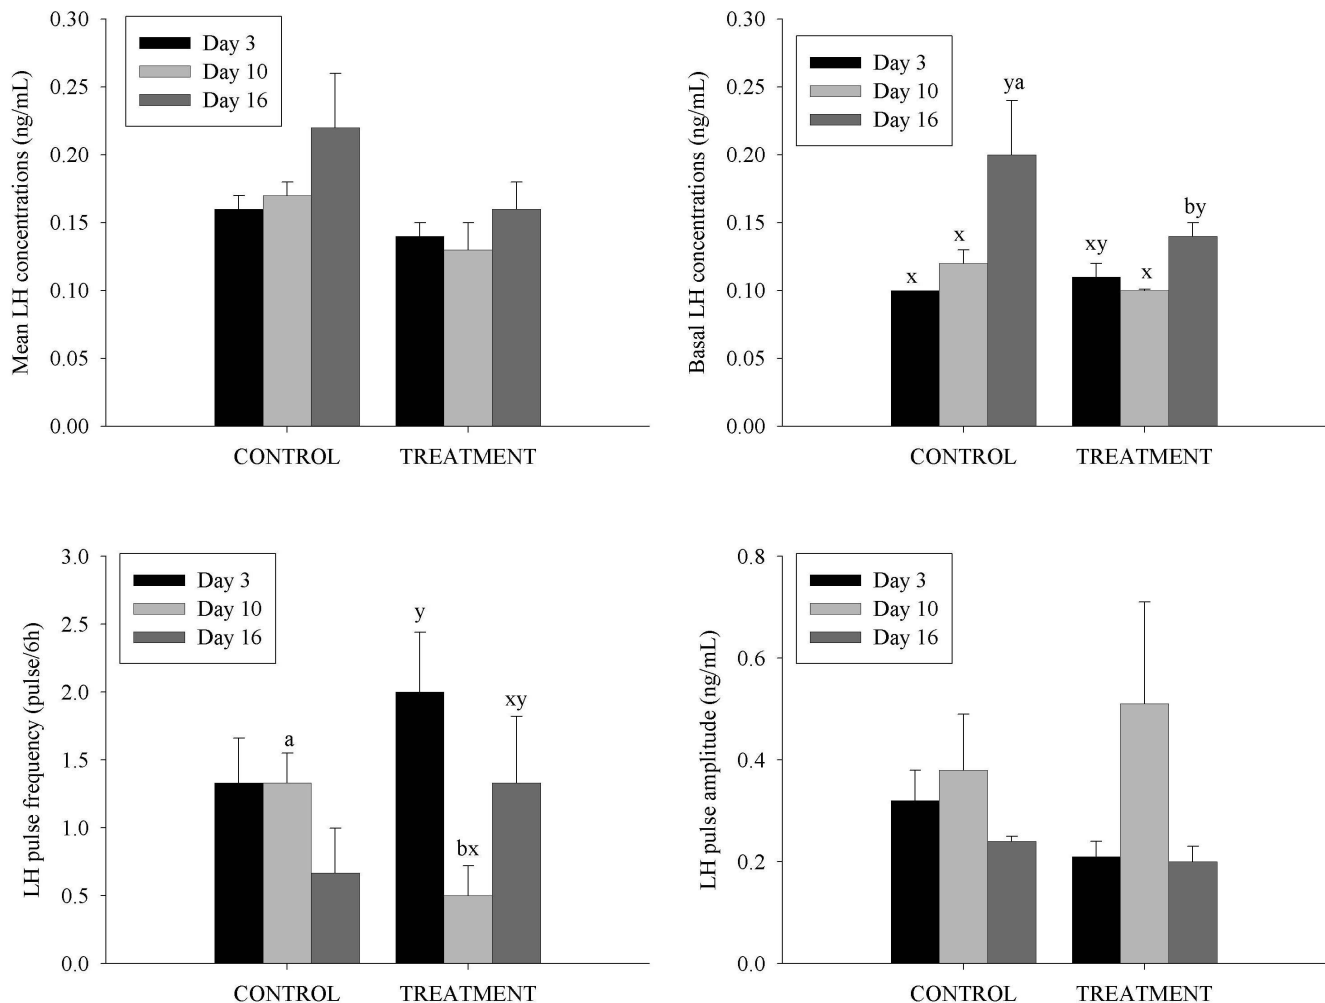 Mean LH concentrations (ng/mL)
0.30
0.25
0.20
0.15
0.10
0.05
0.00
Day 3
Day 10
Day 16
CONTROL
TREATMENT
Basal LH concentrations (ng/mL)
0.30
0.25
0.20
0.15
0.10
0.05
0.00
Day 3
Day 10
Day 16
x
x
ya
xy
x
by
CONTROL
TREATMENT
LH pulse frequency (pulse/6h)
3.0
2.5
2.0
1.5
1.0
0.5
0.0
Day 3
Day 10
Day 16
a
y
bx
xy
CONTROL
TREATMENT
LH pulse amplitude (ng/mL)
0.8
0.6
0.4
0.2
0.0
Day 3
Day 10
Day 16
CONTROL
TREATMENT